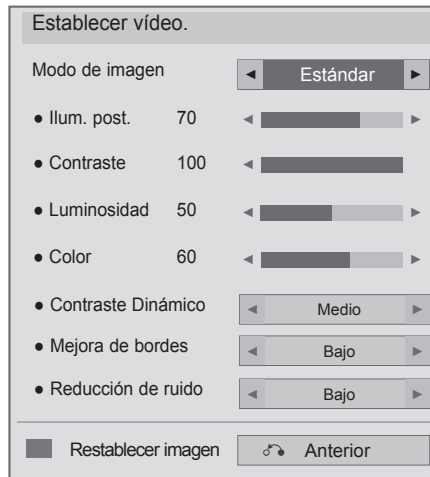 Establecer vídeo.
Modo de imagen ◄ Estándar ►
● Ilum. post. 70 ◄ ►
● Contraste 100 ◄
● Luminosidad 50 ◄ ►
● Color 60 ◄ ►
● Contraste Dinámico ◄ Medio ►
● Mejora de bordes ◄ Bajo ►
● Reducción de ruido ◄ Bajo ►
Restablecer imagen Anterior